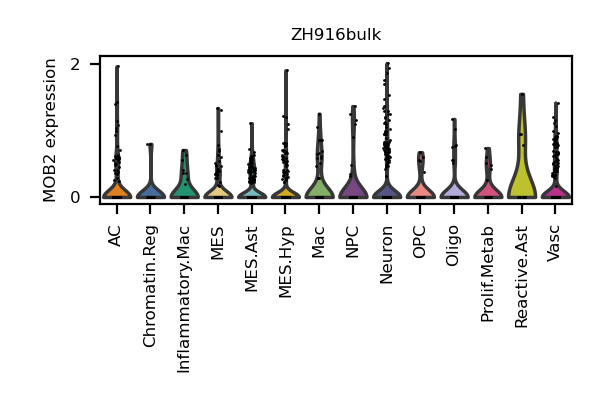 ZH916bulk
MOB2 expression
2
0
AC
Chromatin.Reg
Inflammatory.Mac
MES
MES.Ast
MES.Hyp
Mac
NPC
Neuron
OPC
Oligo
Prolif.Metab
Reactive.Ast
Vasc